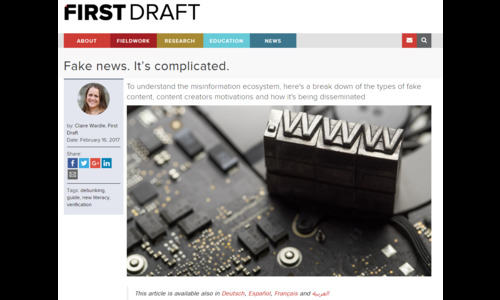 FIRSTDRAFT
ABOUT
FIELDWORK
RESEARCH
EDUCATION
NEWS
Fake news. It's complicated.
by: Claire Wardle, First
Draft
Date: February 16, 2017
Share:
Tags: debunking,
guide, new literacy,
verification
To understand the misinformation ecosystem, here's a break down of the types of fake
content, content creators motivations and how it's being disseminated
WWW
This article is available also in Deutsch, Español, Français and العربية